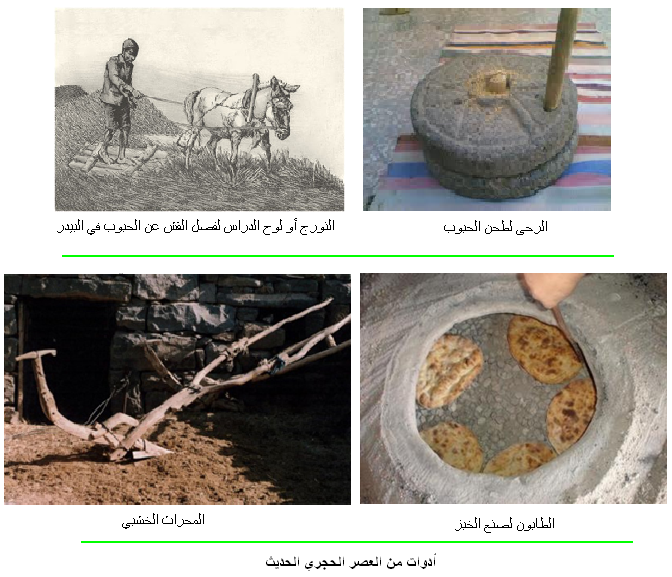 الرحى لطحن الحبوب
النورج أو لوح الدراس لفصل القش عن الحبوب في البيدر
الطابون لصنع الخبز
المحراث الخشبي
أدوات من العصر الحجري الحديث